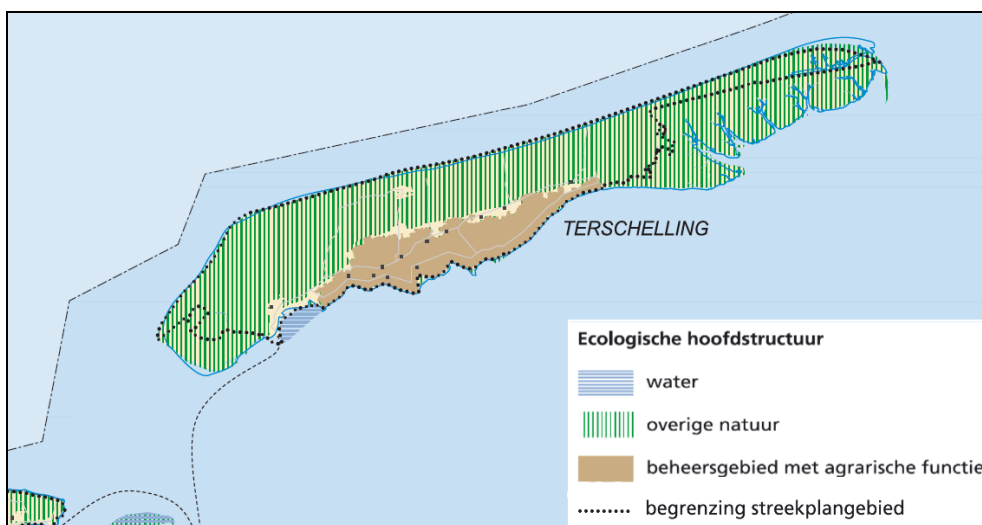 TERSCHELLING
Ecologische hoofdstructuur
water
overige natuur
beheersgebied met agrarische functie
begrenzing streekplangebied